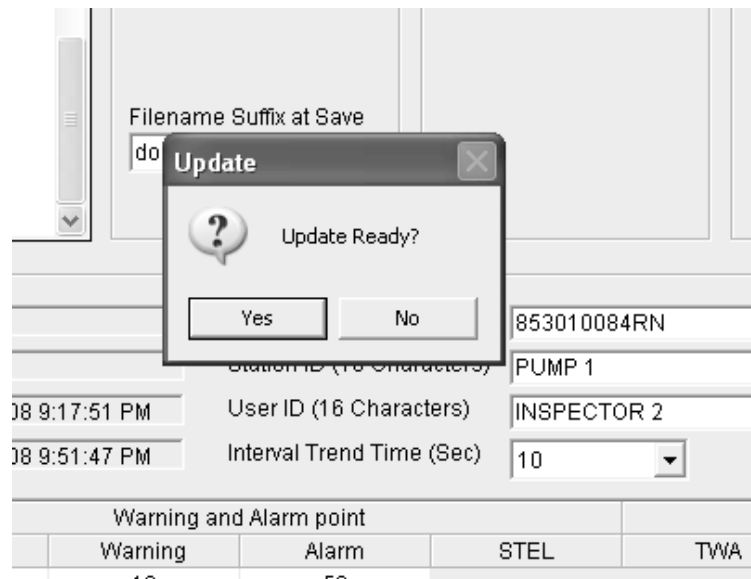 Filename Suffix at Save
do
Update
Update Ready?
Yes No
853010084RN
PUMP 1
08 9:17:51 PM User ID (16 Characters) INSPECTOR 2
08 9:51:47 PM Interval Trend Time (Sec) 10
Warning and Alarm point
Warning Alarm STEL TWA